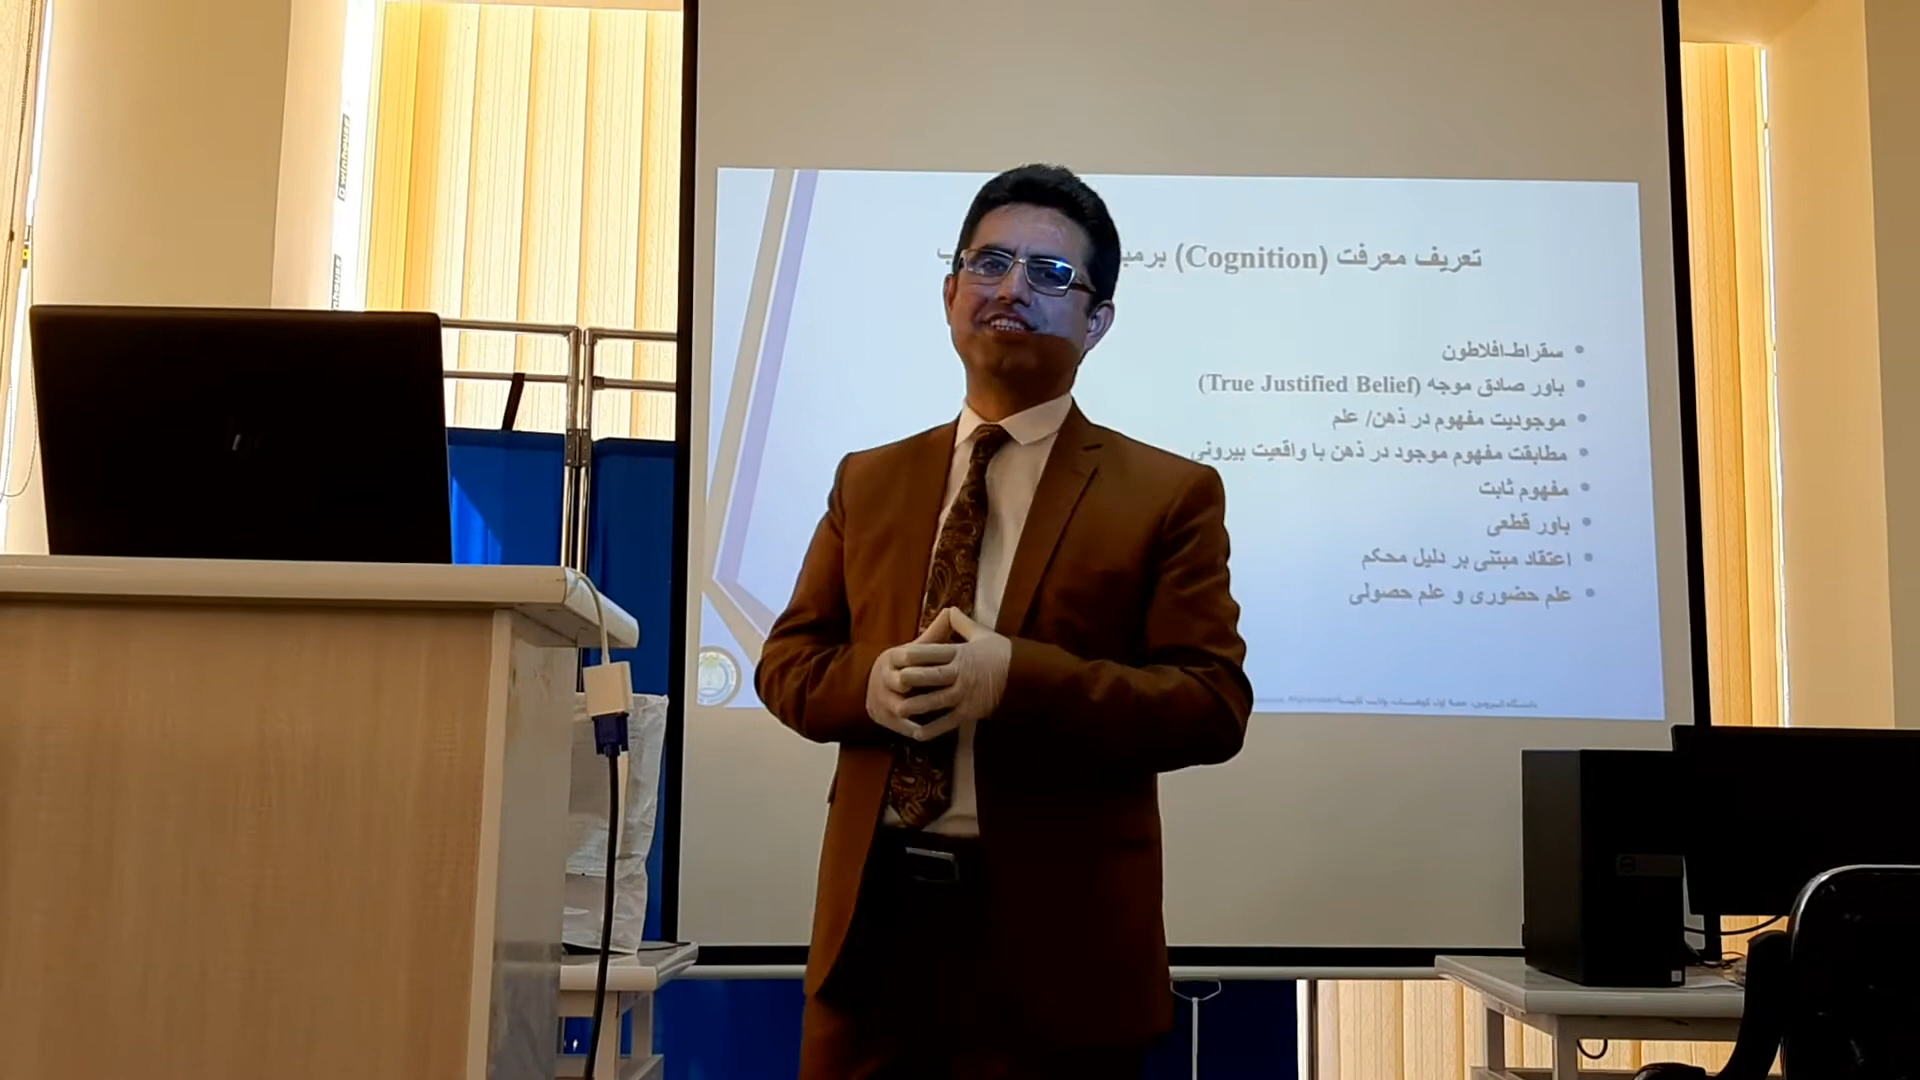 تعریف معرفت (Cognition)
سقراط-افلاطون
باور صادق موجه (True Justified Belief)
موجودیت مفهوم در ذهن/ علم
مطابقت مفهوم موجود در ذهن با واقعیت بیرونی
مفهوم ثابت
باور قطعی
اعتقاد مبتنی بر دلیل محکم
علم حضوری و علم حصولی
winhouse